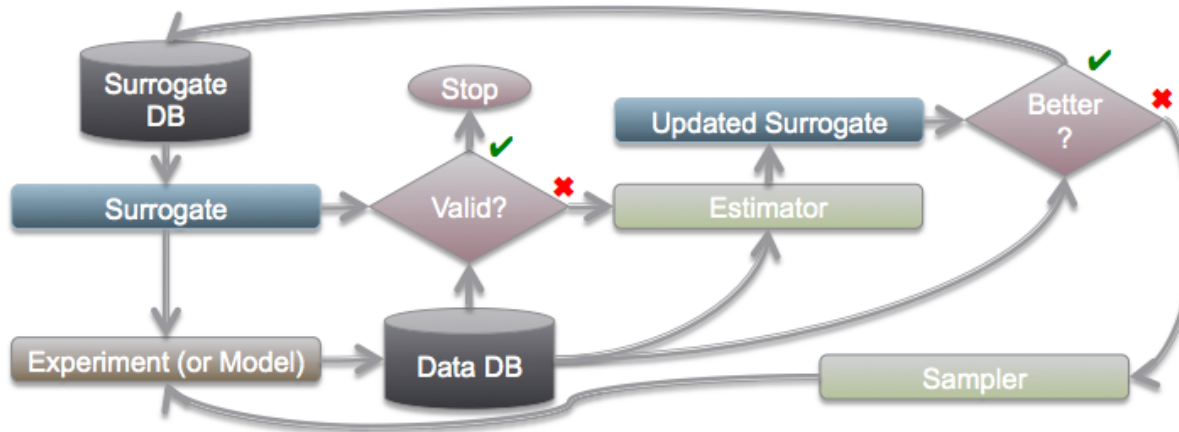 Surrogate
DB
Stop
Better
?
Updated Surrogate
Surrogate
Valid?
Estimator
Experiment (or Model)
Data DB
Sampler